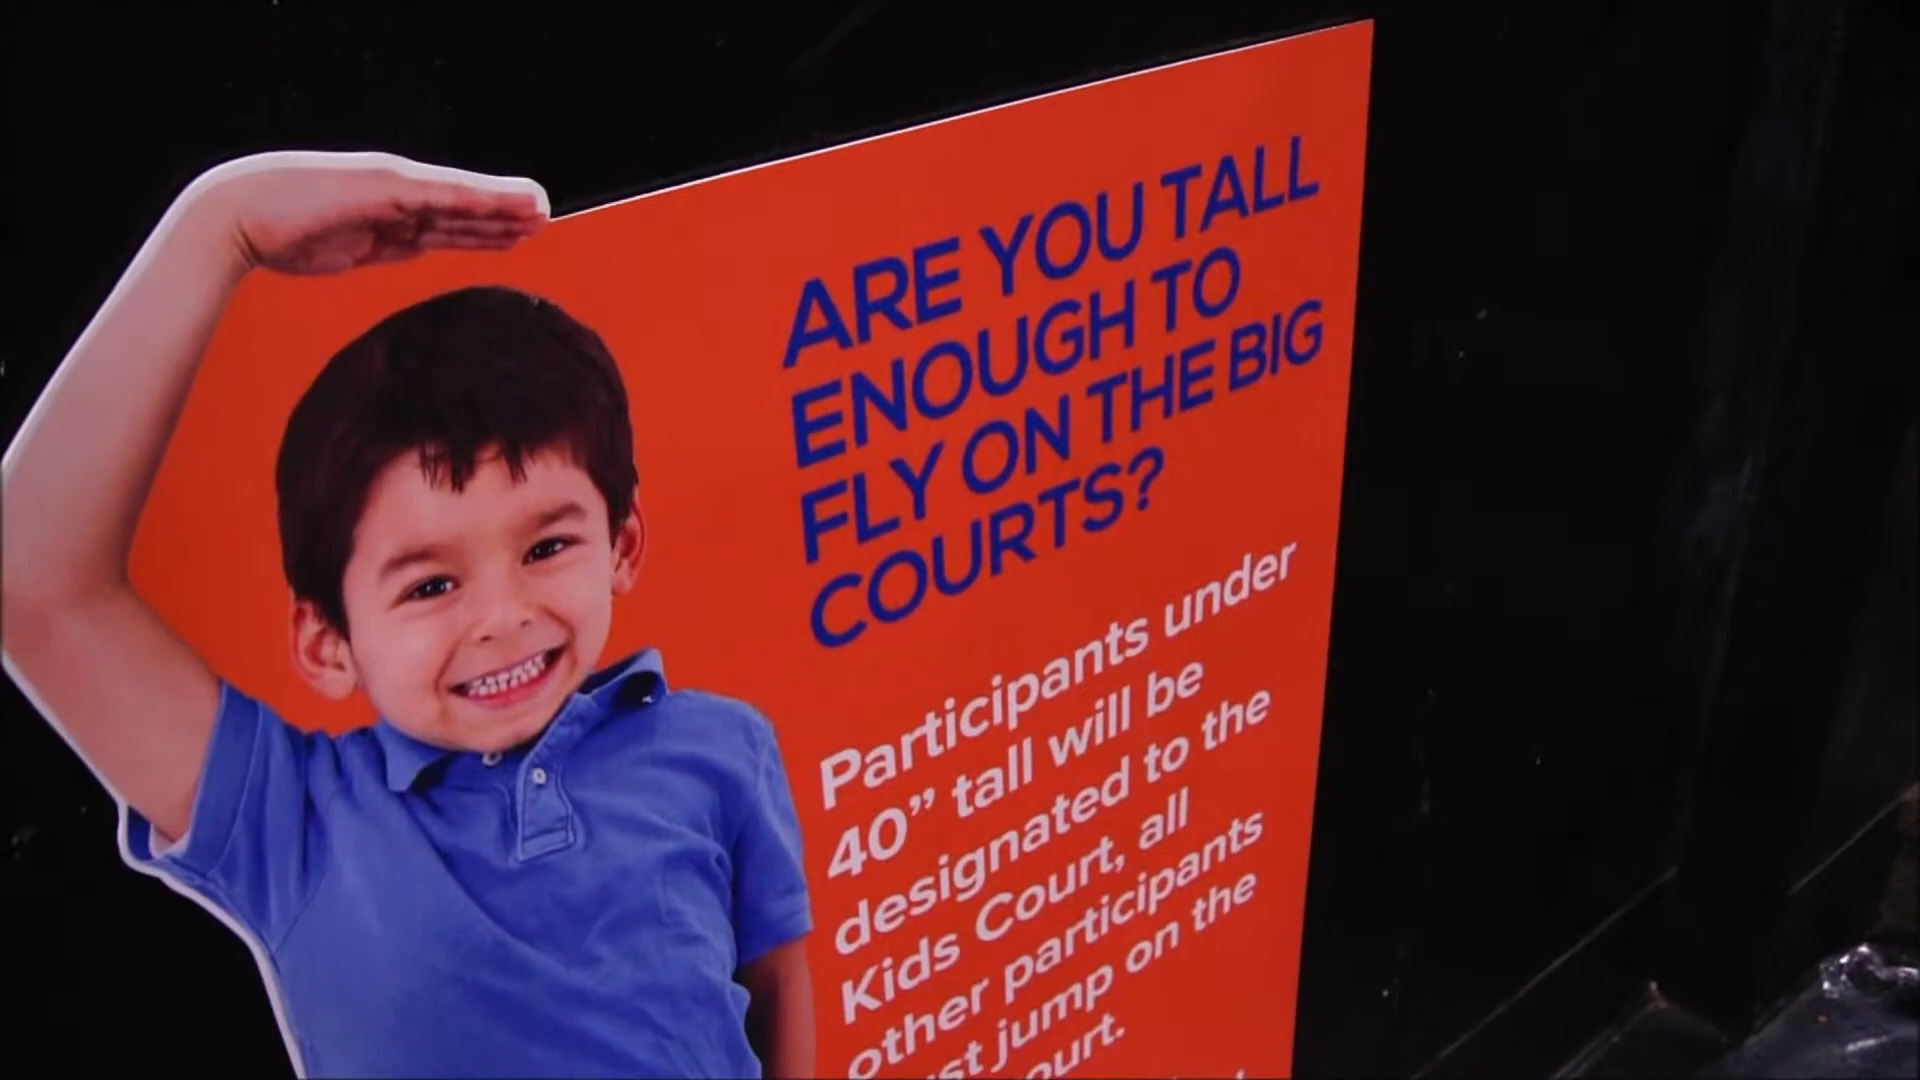 ARE YOU TALL
ENOUGH TO
FLY ON THE BIG
COURTS?
Participants under
40” tall will be
designated to the
Kids Court, all
other participants
jump on the